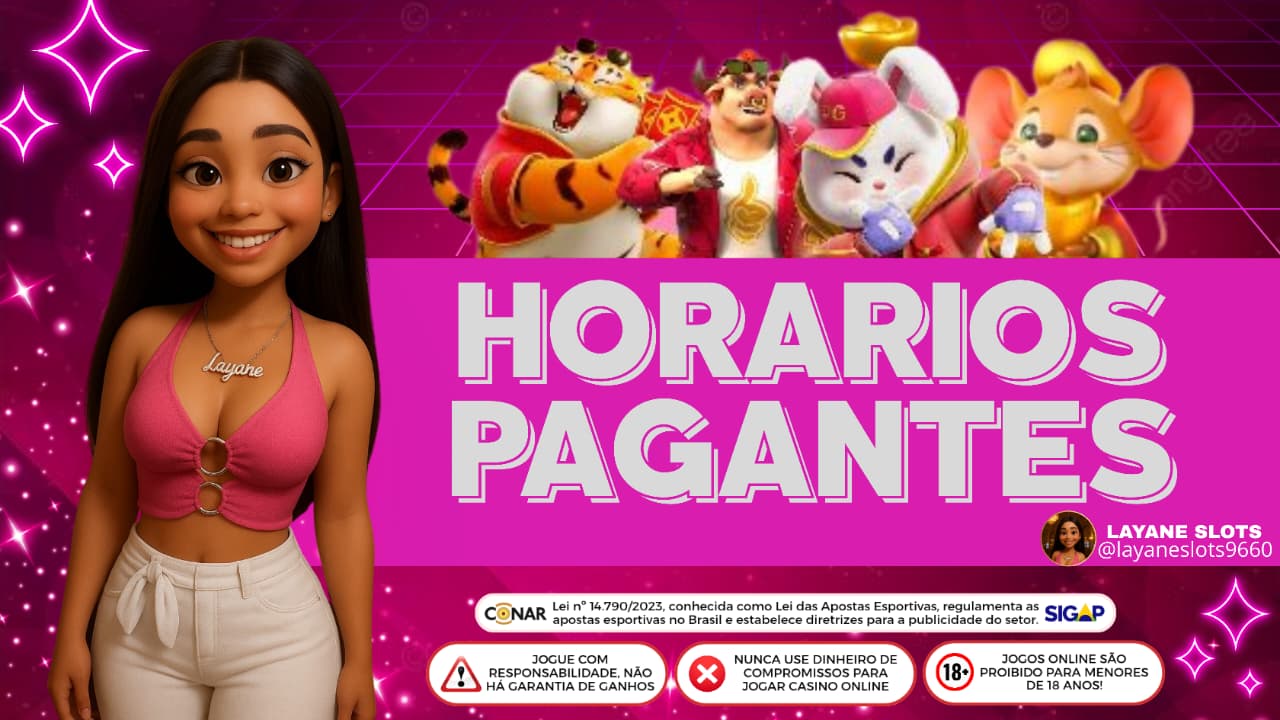 G
Layane
HORARIOS
PAGANTES
LAYANE SLOTS
@layaneslots9660
CONAR
Lei nº 14.790/2023, conhecida como Lei das Apostas Esportivas, regulamenta as
apostas esportivas no Brasil e estabelece diretrizes para a publicidade do setor.
SIGAP
JOGUE COM
RESPONSABILIDADE, NÃO
HÁ GARANTIA DE GANHOS
NUNCA USE DINHEIRO DE
COMPROMISSOS PARA
JOGAR CASINO ONLINE
18+
JOGOS ONLINE SÃO
PROIBIDO PARA MENORES
DE 18 ANOS!